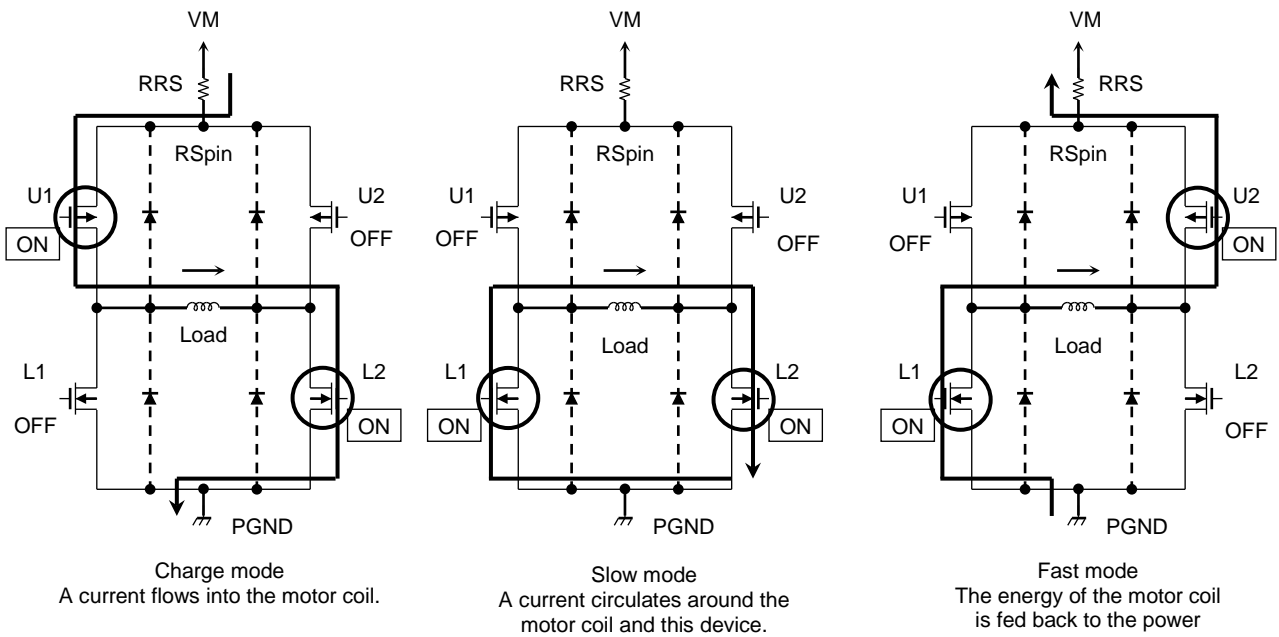 VM
RRS
RSpin
U1
U2
ON
OFF
Load
L1
L2
OFF
ON
PGND
Charge mode
A current flows into the motor coil.
VM
RRS
RSpin
U1
U2
OFF
OFF
Load
L1
L2
ON
ON
PGND
Slow mode
A current circulates around the
motor coil and this device.
VM
RRS
RSpin
U1
U2
OFF
ON
Load
L1
L2
ON
OFF
PGND
Fast mode
The energy of the motor coil
is fed back to the power